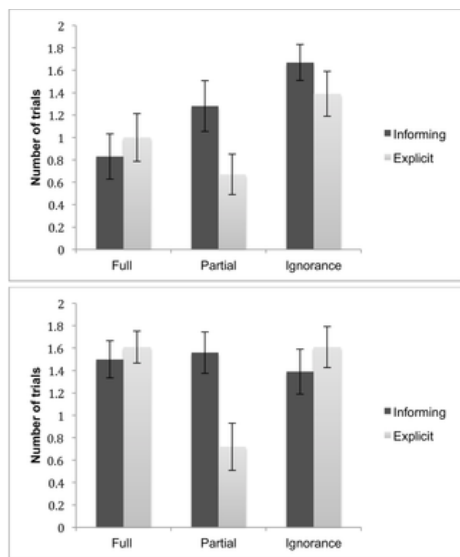 Number of trials
1.8
1.6
1.4
1.2
1
0.8
0.6
0.4
0.2
0
Full
Partial
Ignorance
Informing
Explicit
Number of trials
2
1.8
1.6
1.4
1.2
1
0.8
0.6
0.4
0.2
0
Full
Partial
Ignorance
Informing
Explicit